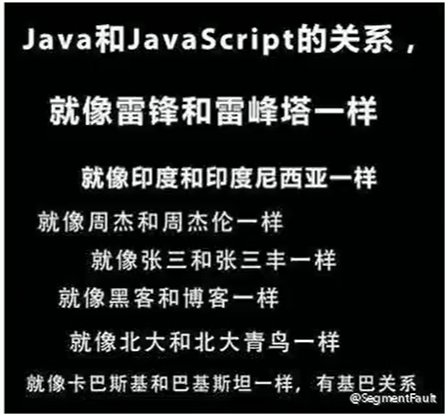 Java和JavaScript的关系，
就像雷锋和雷峰塔一样
就像印度和印度尼西亚一样
就像周杰和周杰伦一样
就像张三和张三丰一样
就像黑客和博客一样
就像北大和北大青鸟一样
就像卡巴斯基和巴基斯坦一样，有基巴关系
@SegmentFault